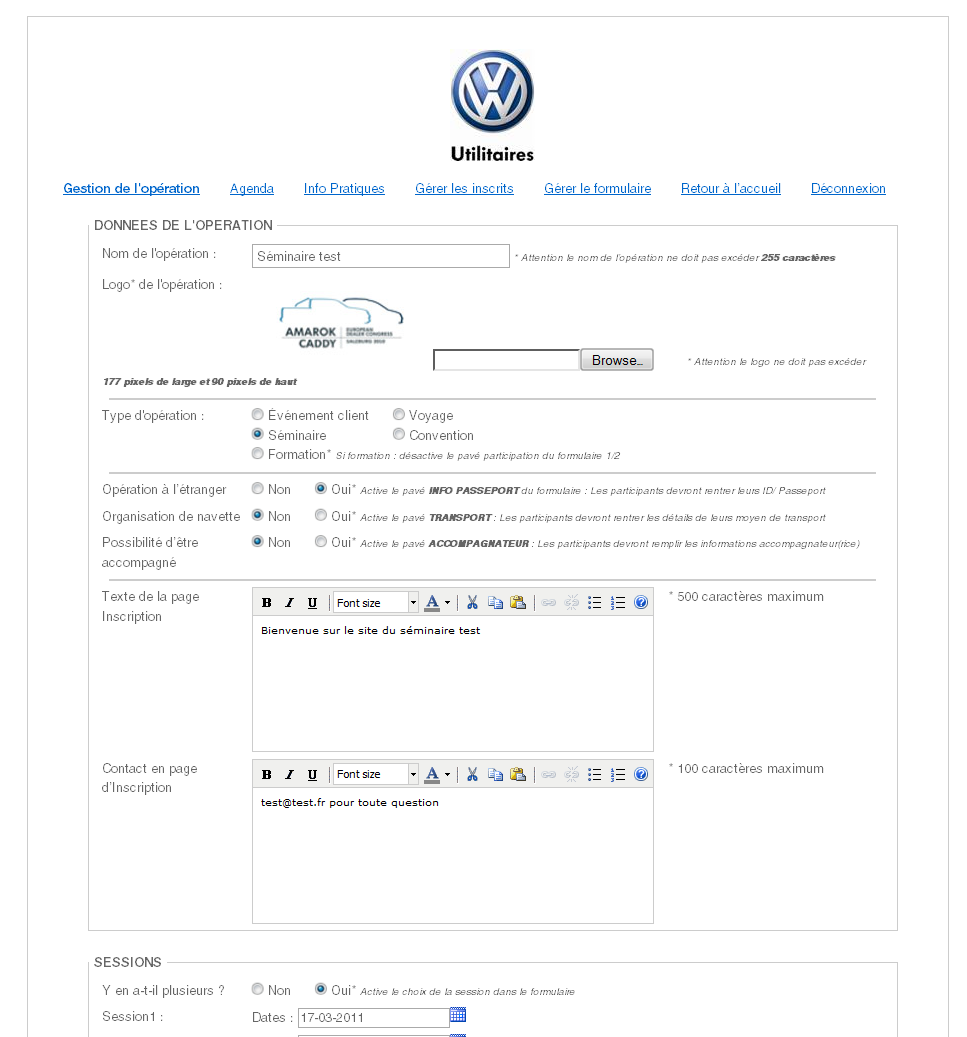 Utilitaires
Gestion de l'opération Agenda Info Pratiques Gérer les inscrits Gérer le formulaire Retour à l'accueil Déconnexion
DONNEES DE L'OPERATION
Nom de l'opération : Séminaire test * Attention le nom de l'opération ne doit pas excéder 255 caractères
Logo* de l'opération :
AMAROK EUROPEAN DEALER CONGRESS
CADDY SALZBURG 2010
Browse... * Attention le logo ne doit pas excéder
177 pixels de large et 90 pixels de haut
Type d'opération : Événement client Voyage
Séminaire Convention
Formation* Si formation : désactive le pavé participation du formulaire 1/2
Opération à l'étranger Non Oui* Active le pavé INFO PASSEPORT du formulaire : Les participants devront rentrer leurs ID/ Passeport
Organisation de navette Non Oui* Active le pavé TRANSPORT : Les participants devront rentrer les détails de leurs moyen de transport
Possibilité d'être Non Oui* Active le pavé ACCOMPAGNATEUR : Les participants devront remplir les informations accompagnateur(rice)
accompagné
Texte de la page B I U Font size A * 500 caractères maximum
Inscription
Bienvenue sur le site du séminaire test
Contact en page B I U Font size A * 100 caractères maximum
d'Inscription
test@test.fr pour toute question
SESSIONS
Y en a-t-il plusieurs ? Non Oui* Active le choix de la session dans le formulaire
Session1 : Dates : 17-03-2011